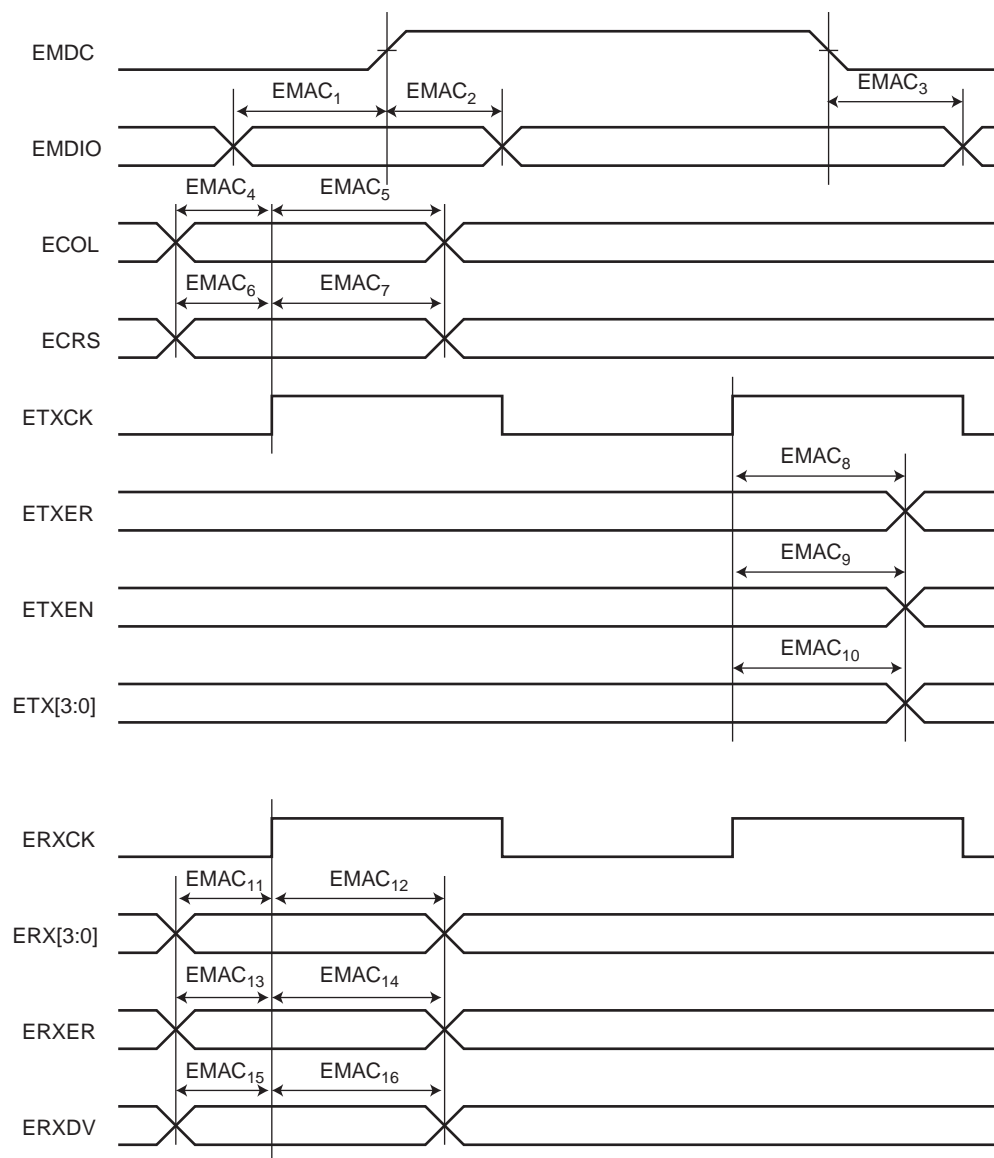 EMDC
EMAC₁ EMAC₂ EMAC₃
EMDIO
EMAC₄ EMAC₅
ECOL
EMAC₆ EMAC₇
ECRS
ETXCK
EMAC₈
ETXER
EMAC₉
ETXEN
EMAC₁₀
ETX[3:0]
ERXCK
EMAC₁₁ EMAC₁₂
ERX[3:0]
EMAC₁₃ EMAC₁₄
ERXER
EMAC₁₅ EMAC₁₆
ERXDV